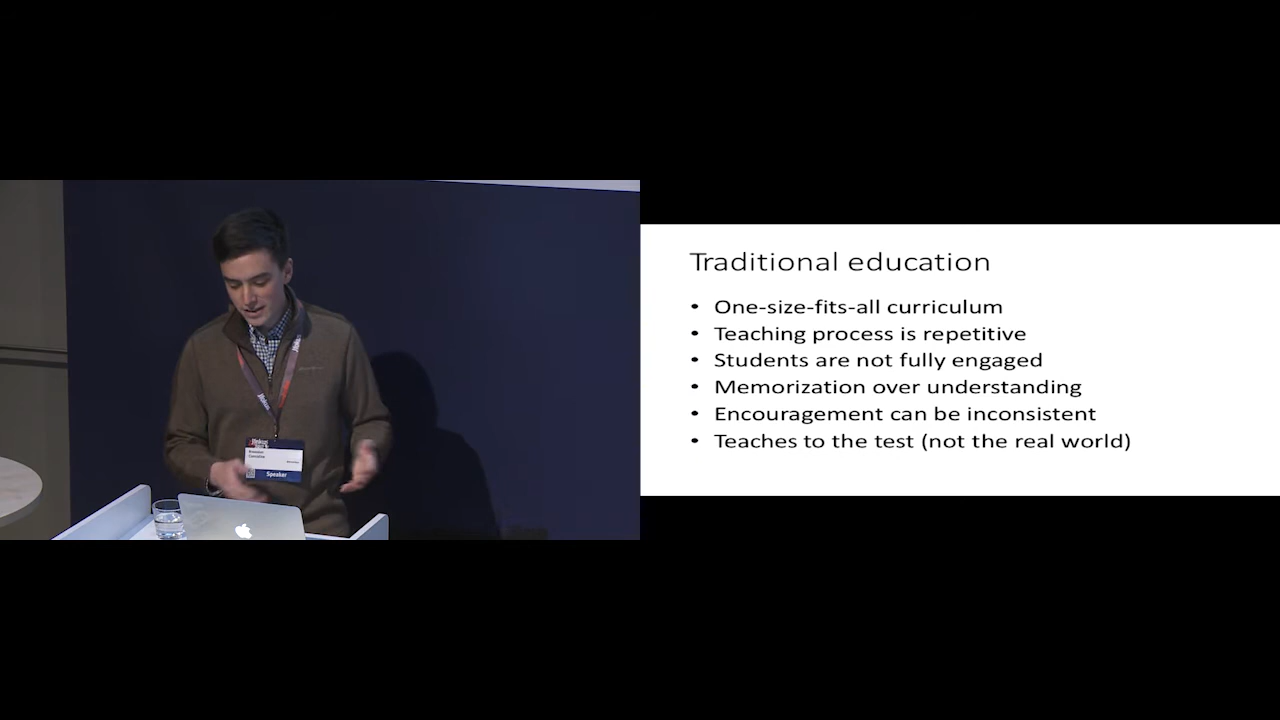 Speaker
Traditional education
• One-size-fits-all curriculum
• Teaching process is repetitive
• Students are not fully engaged
• Memorization over understanding
• Encouragement can be inconsistent
• Teaches to the test (not the real world)